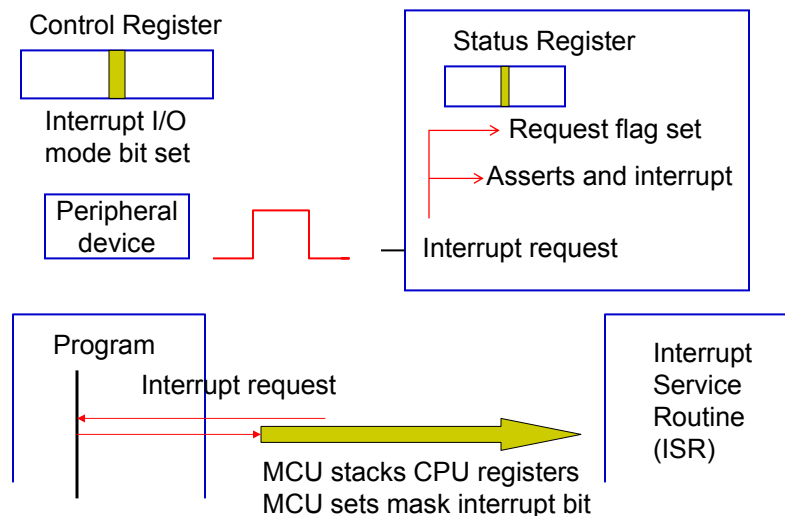 Control Register
Interrupt I/O
mode bit set
Status Register
Request flag set
Asserts and interrupt
Peripheral
device
Interrupt request
Program
Interrupt request
MCU stacks CPU registers
MCU sets mask interrupt bit
Interrupt
Service
Routine
(ISR)